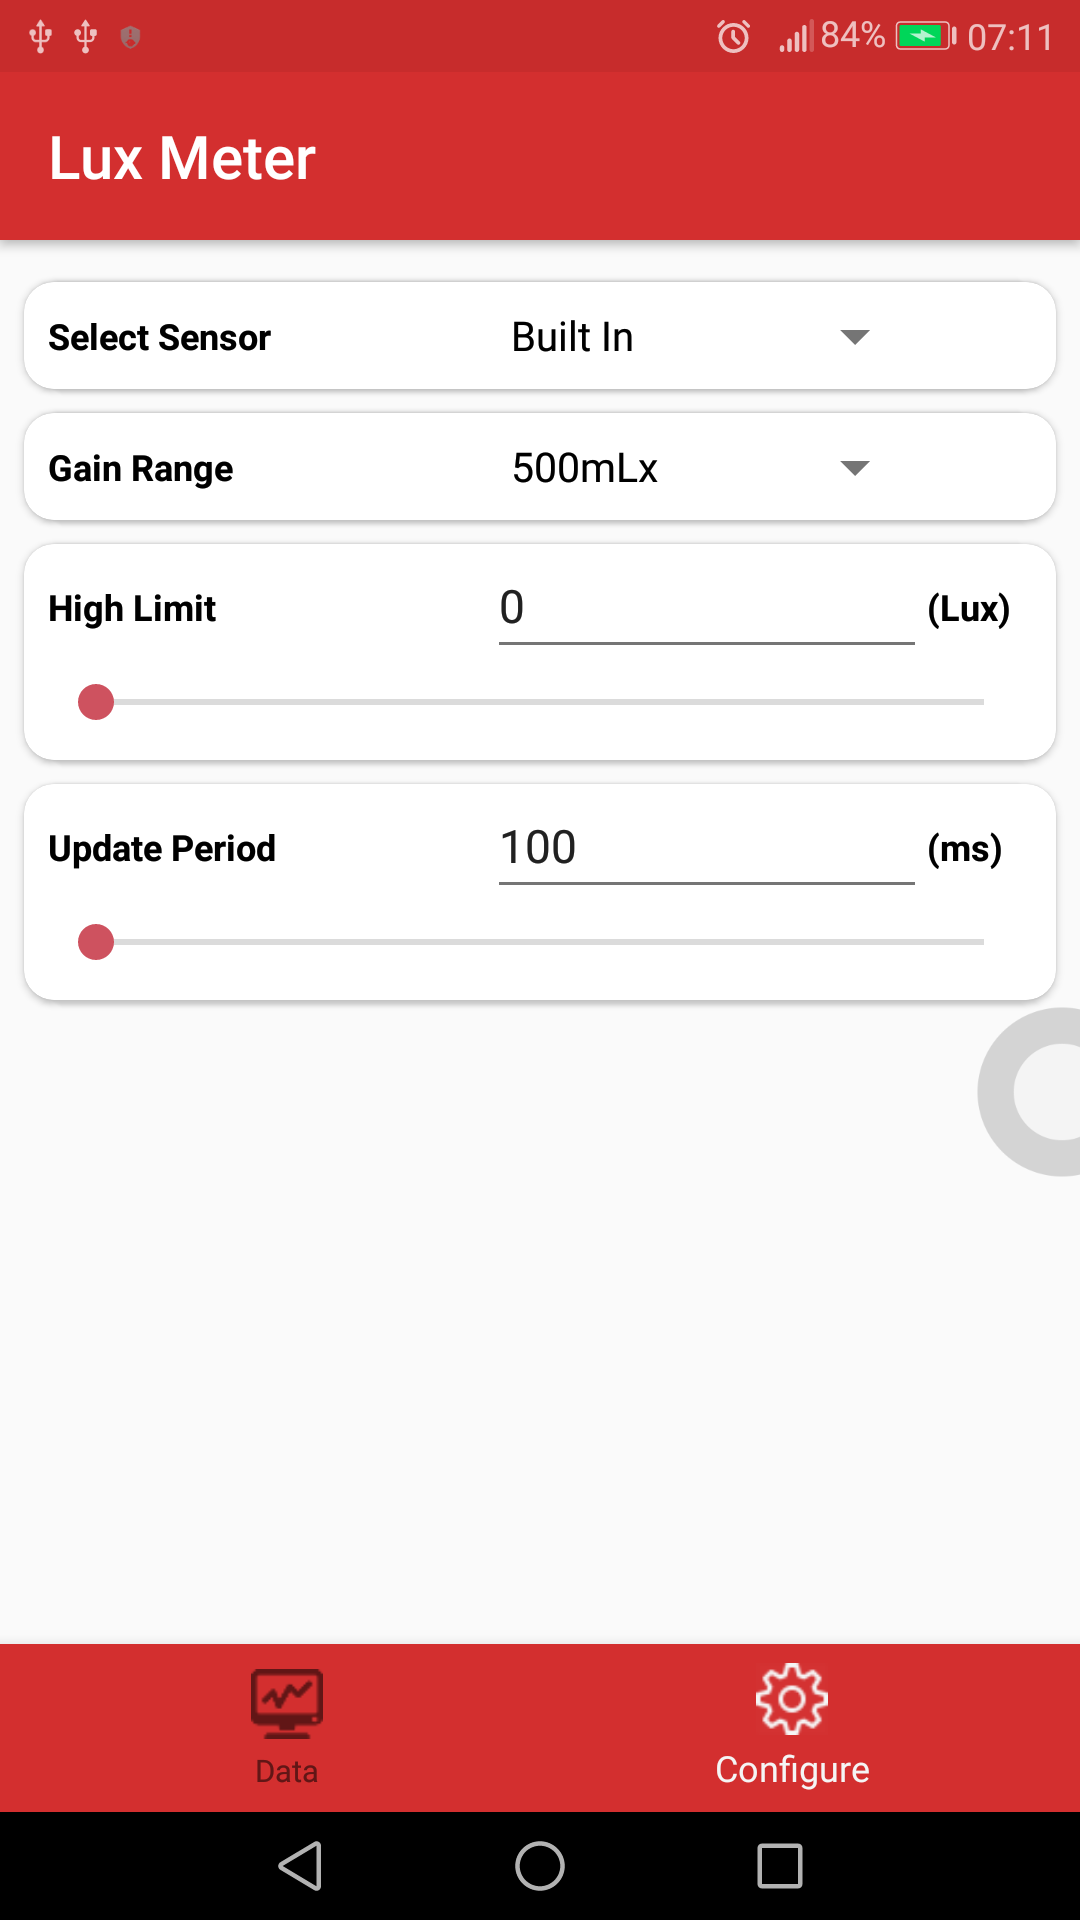 84% 07:11
Lux Meter
Select Sensor Built In
Gain Range 500mLx
High Limit 0 (Lux)
Update Period 100 (ms)
Data Configure